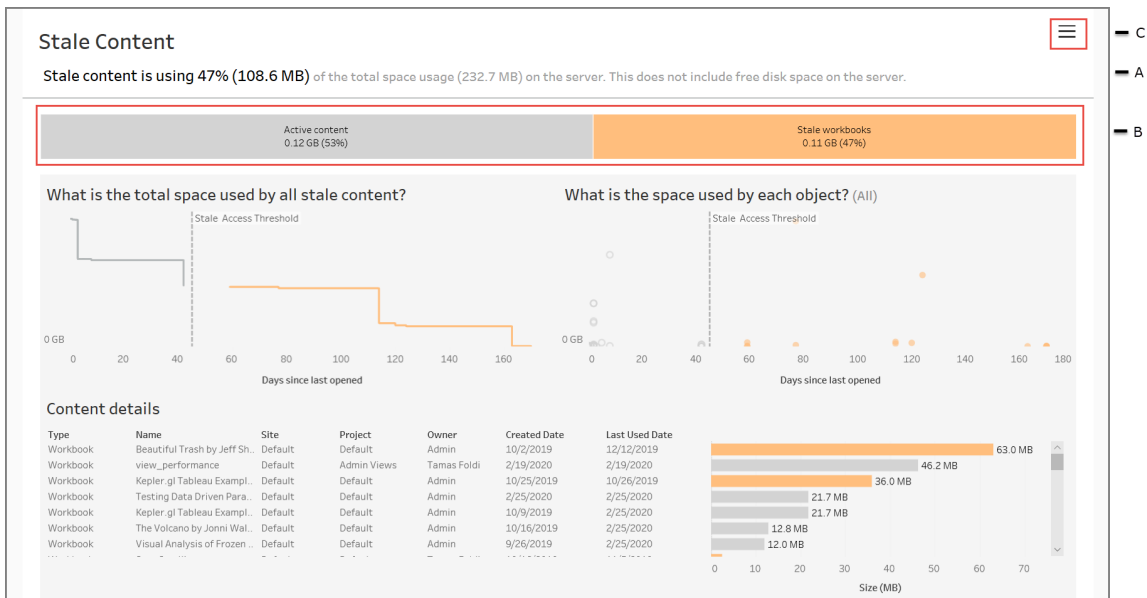 Stale Content
C
Stale content is using 47% (108.6 MB) of the total space usage (232.7 MB) on the server. This does not include free disk space on the server.
A
Active content
0.12 GB (53%)
Stale workbooks
0.11 GB (47%)
B
What is the total space used by all stale content?
Stale Access Threshold
0 GB
0 20 40 60 80 100 120 140 160
Days since last opened
What is the space used by each object? (All)
Stale Access Threshold
0 GB
0 20 40 60 80 100 120 140 160 180
Days since last opened
Content details
Type Name Site Project Owner Created Date Last Used Date
Workbook Beautiful Trash by Jeff Sh.. Default Default Admin 10/2/2019 12/12/2019 63.0 MB
Workbook view_performance Default Admin Views Tamas Foldi 2/19/2020 2/19/2020 46.2 MB
Workbook Kepler.gl Tableau Exampl.. Default Default Admin 10/25/2019 10/26/2019 36.0 MB
Workbook Testing Data Driven Para.. Default Default Admin 2/25/2020 2/25/2020 21.7 MB
Workbook Kepler.gl Tableau Exampl.. Default Default Admin 10/9/2019 2/25/2020 21.7 MB
Workbook The Volcano by Jonni Wal.. Default Default Admin 10/16/2019 2/25/2020 12.8 MB
Workbook Visual Analysis of Frozen .. Default Default Admin 9/26/2019 2/25/2020 12.0 MB
0 10 20 30 40 50 60 70
Size (MB)